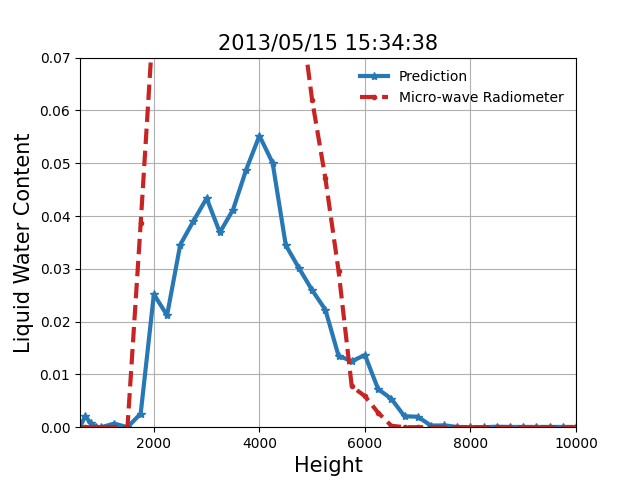 2013/05/15 15:34:38
Prediction
Micro-wave Radiometer
Liquid Water Content
0.07
0.06
0.05
0.04
0.03
0.02
0.01
0.00
2000 4000 6000 8000 10000
Height